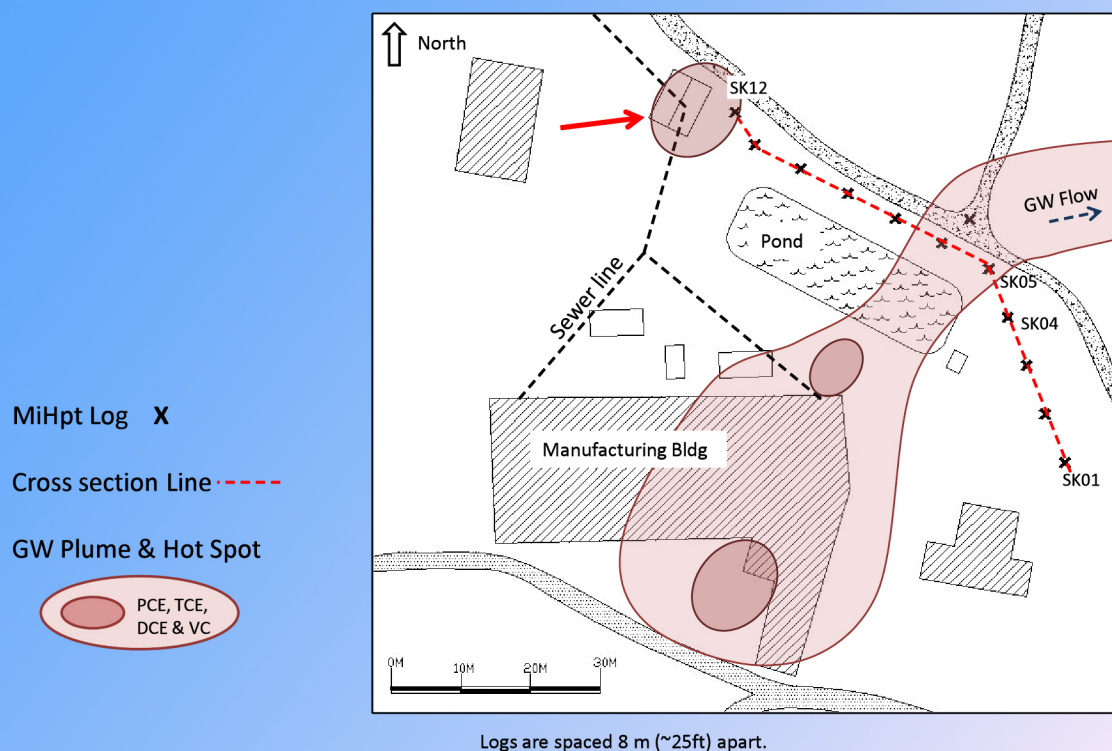 North
SK12
GW Flow
Pond
SK05
Sewer line
SK04
MiHpt Log X
Manufacturing Bldg
Cross section Line
SK01
GW Plume & Hot Spot
PCE, TCE,
DCE & VC
0M 10M 20M 30M
Logs are spaced 8 m (~25ft) apart.